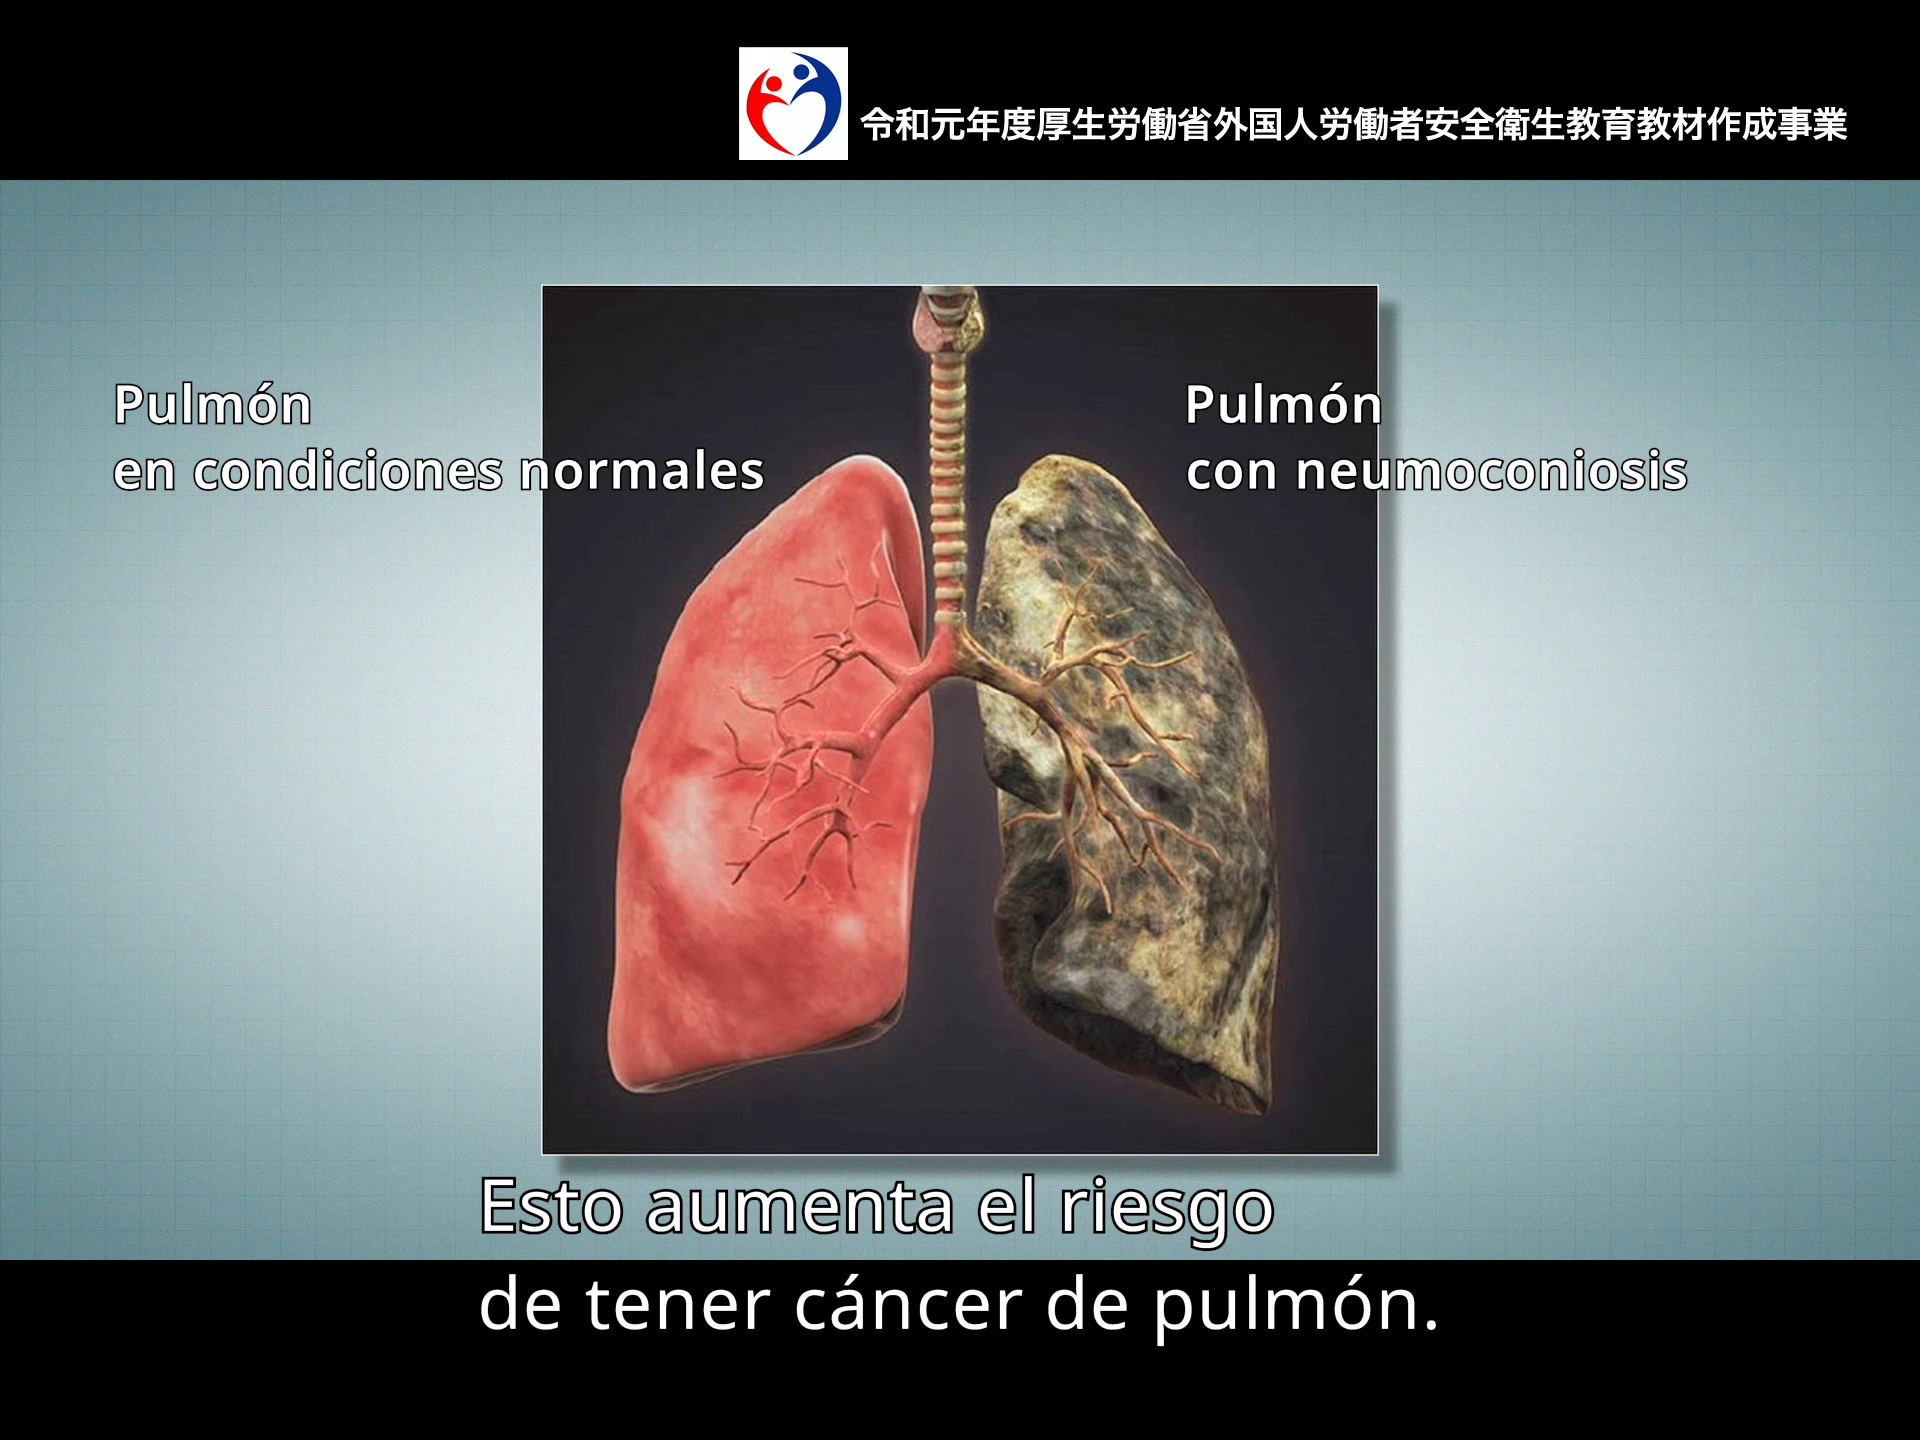 令和元年度厚生労働省外国人労働者安全衛生教育教材作成事業
Pulmón
en condiciones normales
Pulmón
con neumoconiosis
Esto aumenta el riesgo
de tener cáncer de pulmón.